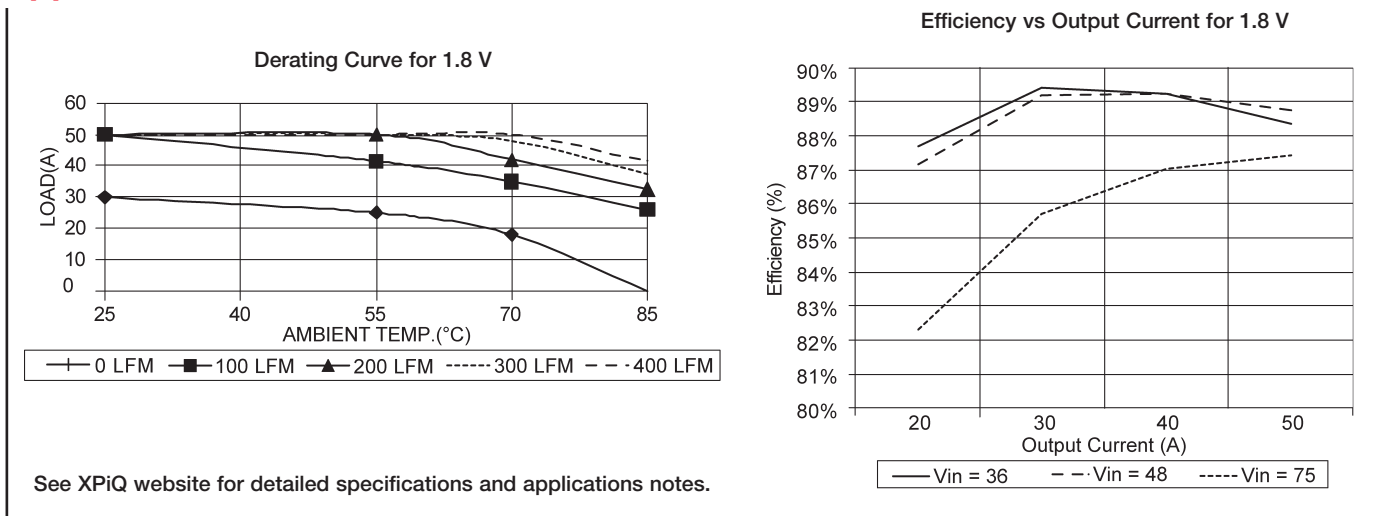 Derating Curve for 1.8 V
60
50
40
30
20
10
0
LOAD(A)
25 40 55 70 85
AMBIENT TEMP.(°C)
0 LFM 100 LFM 200 LFM 300 LFM 400 LFM
See XPiQ website for detailed specifications and applications notes.
Efficiency vs Output Current for 1.8 V
90%
89%
88%
87%
86%
85%
84%
83%
82%
81%
80%
Efficiency (%)
20 30 40 50
Output Current (A)
Vin = 36 Vin = 48 Vin = 75